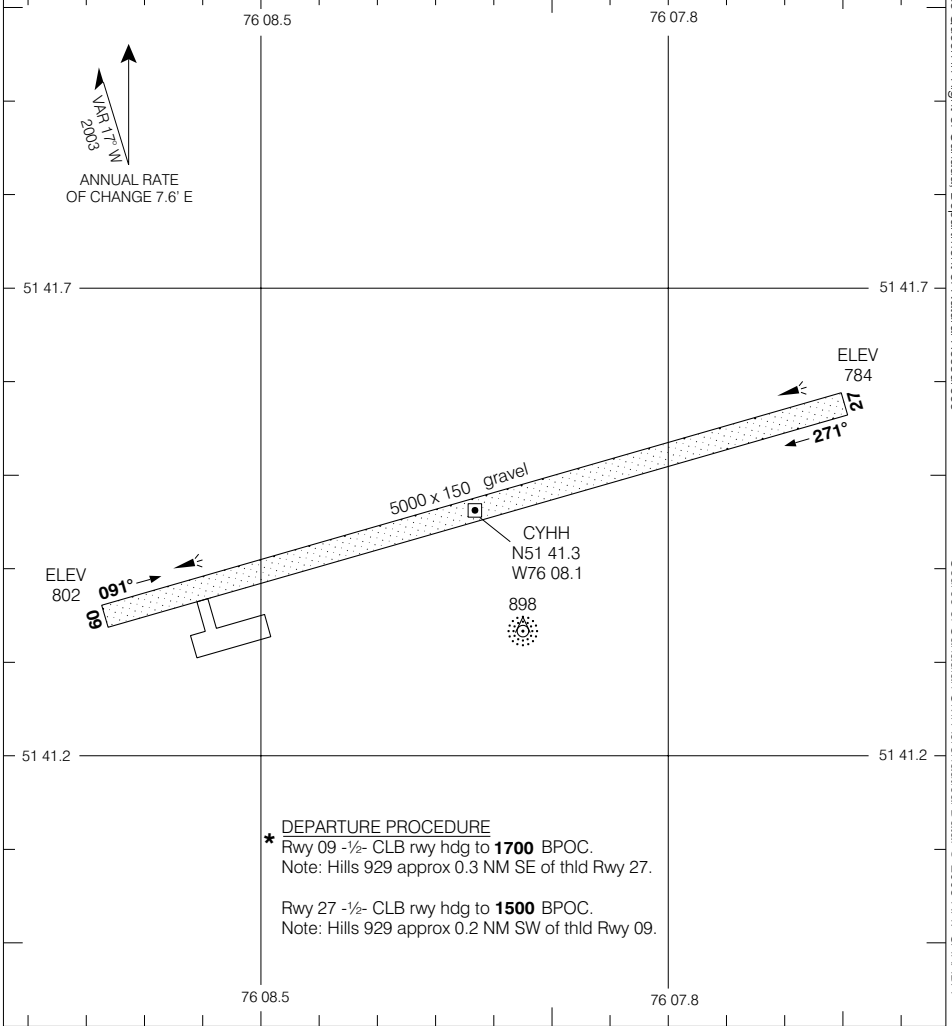 76 08.5
76 07.8
VAR 17° W
2003
ANNUAL RATE
OF CHANGE 7.6' E
51 41.7
51 41.7
ELEV
784
27
271°
5000 x 150 gravel
CYHH
N51 41.3
W76 08.1
898
ELEV
802
091°
09
51 41.2
51 41.2
* DEPARTURE PROCEDURE
Rwy 09 -½- CLB rwy hdg to 1700 BPOC.
Note: Hills 929 approx 0.3 NM SE of thld Rwy 27.
Rwy 27 -½- CLB rwy hdg to 1500 BPOC.
Note: Hills 929 approx 0.2 NM SW of thld Rwy 09.
76 08.5
76 07.8